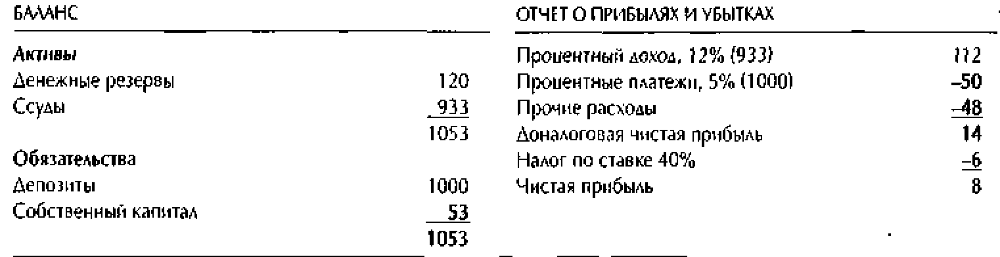 БАЛАНС
Активы
Денежные резервы 120
Ссуды 933
1053
Обязательства
Депозиты 1000
Собственный капитал 53
1053
ОТЧЕТ О ПРИБЫЛЯХ И УБЫТКАХ
Процентный доход, 12% (933) 112
Процентные платежи, 5% (1000) –50
Прочие расходы –48
Доналоговая чистая прибыль 14
Налог по ставке 40% –6
Чистая прибыль 8